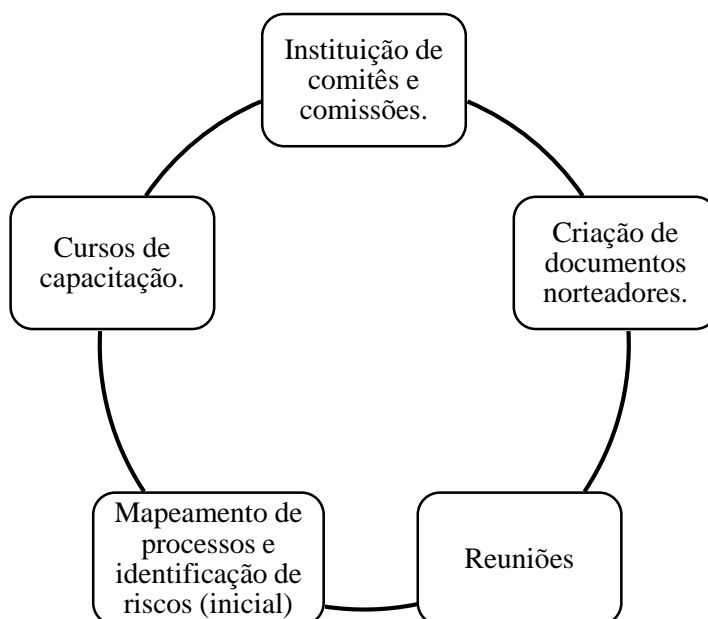 Instituição de
comitês e
comissões.
Criação de
documentos
norteadores.
Reuniões
Mapeamento de
processos e
identificação de
riscos (inicial)
Cursos de
capacitação.